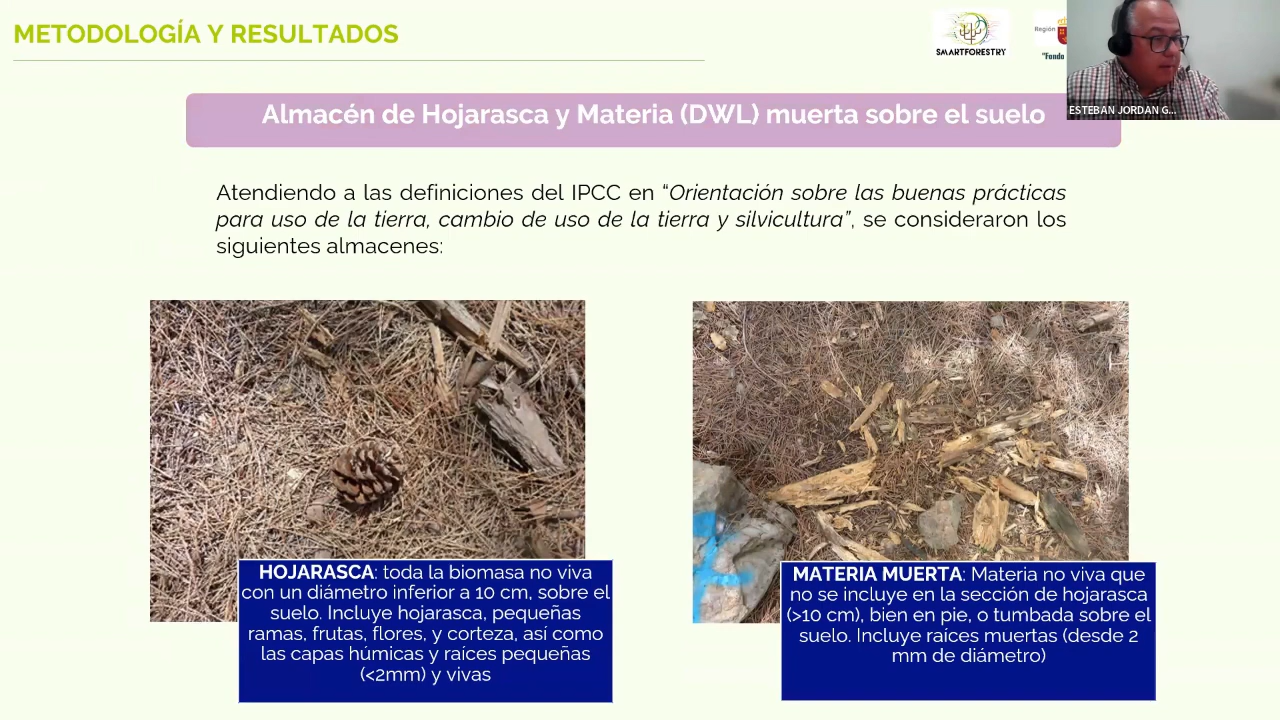 METODOLOGÍA Y RESULTADOS
SMARTFORESTRY
Región
"Fondo
ESTEBAN JORDAN G...
Almacén de Hojarasca y Materia (DWL) muerta sobre el suelo
Atendiendo a las definiciones del IPCC en “Orientación sobre las buenas prácticas
para uso de la tierra, cambio de uso de la tierra y silvicultura”, se consideraron los
siguientes almacenes:
HOJARASCA: toda la biomasa no viva
con un diámetro inferior a 10 cm, sobre el
suelo. Incluye hojarasca, pequeñas
ramas, frutas, flores, y corteza, así como
las capas húmicas y raíces pequeñas
(<2mm) y vivas
MATERIA MUERTA: Materia no viva que
no se incluye en la sección de hojarasca
(>10 cm), bien en pie, o tumbada sobre el
suelo. Incluye raíces muertas (desde 2
mm de diámetro)